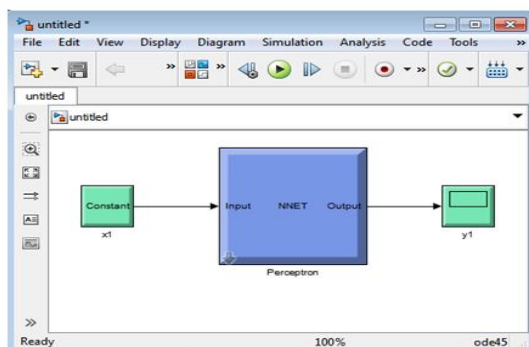 untitled *
File Edit View Display Diagram Simulation Analysis Code Tools »
» »
»
untitled
untitled
Constant
Input NNET Output
x1
y1
Perceptron
»
Ready 100% ode45